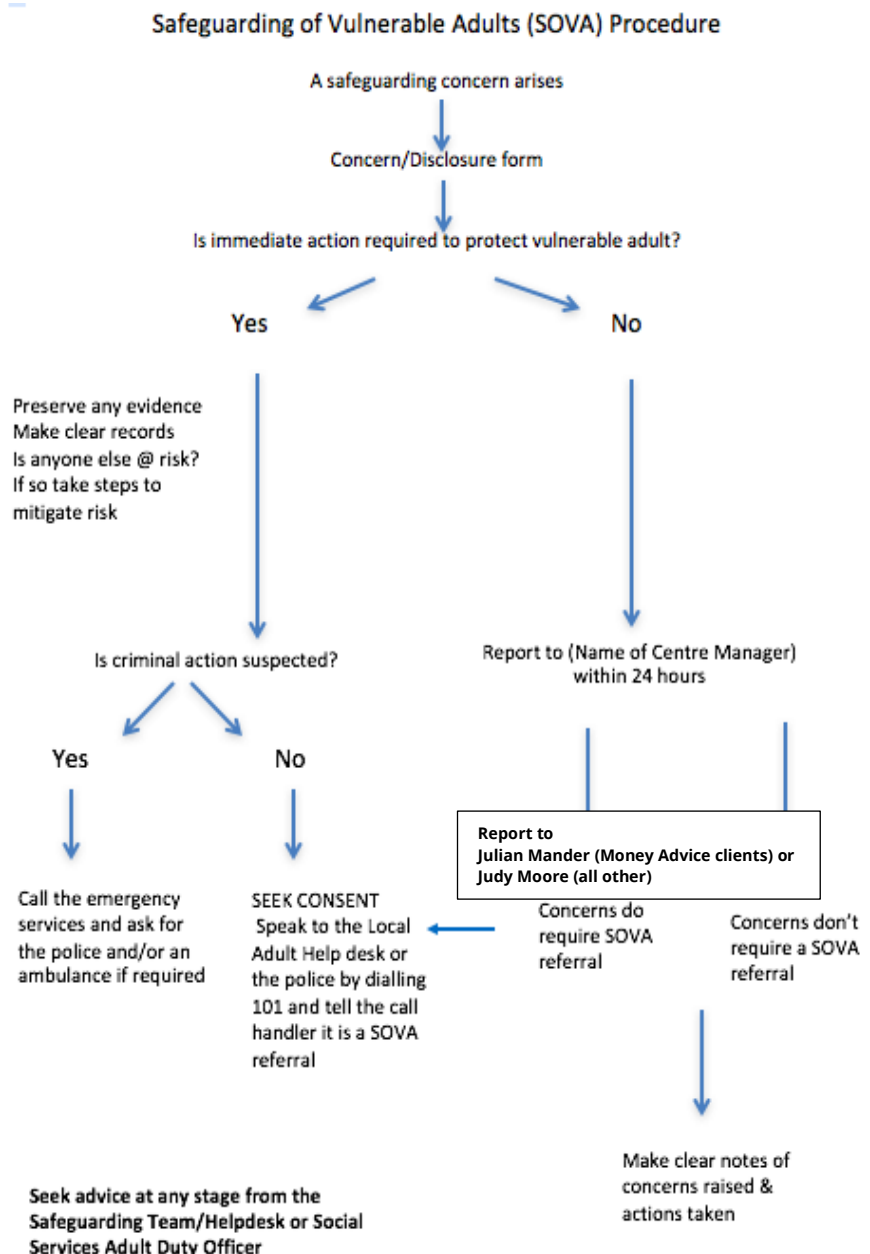 Safeguarding of Vulnerable Adults (SOVA) Procedure
A safeguarding concern arises
Concern/Disclosure form
Is immediate action required to protect vulnerable adult?
Yes
No
Preserve any evidence
Make clear records
Is anyone else @ risk?
If so take steps to
mitigate risk
Is criminal action suspected?
Report to (Name of Centre Manager)
within 24 hours
Yes
No
Report to
Julian Mander (Money Advice clients) or
Judy Moore (all other)
Call the emergency
services and ask for
the police and/or an
ambulance if required
SEEK CONSENT
Speak to the Local
Adult Help desk or
the police by dialling
101 and tell the call
handler it is a SOVA
referral
Concerns do
require SOVA
referral
Concerns don't
require a SOVA
referral
Make clear notes of
concerns raised &
actions taken
Seek advice at any stage from the
Safeguarding Team/Helpdesk or Social
Services Adult Duty Officer